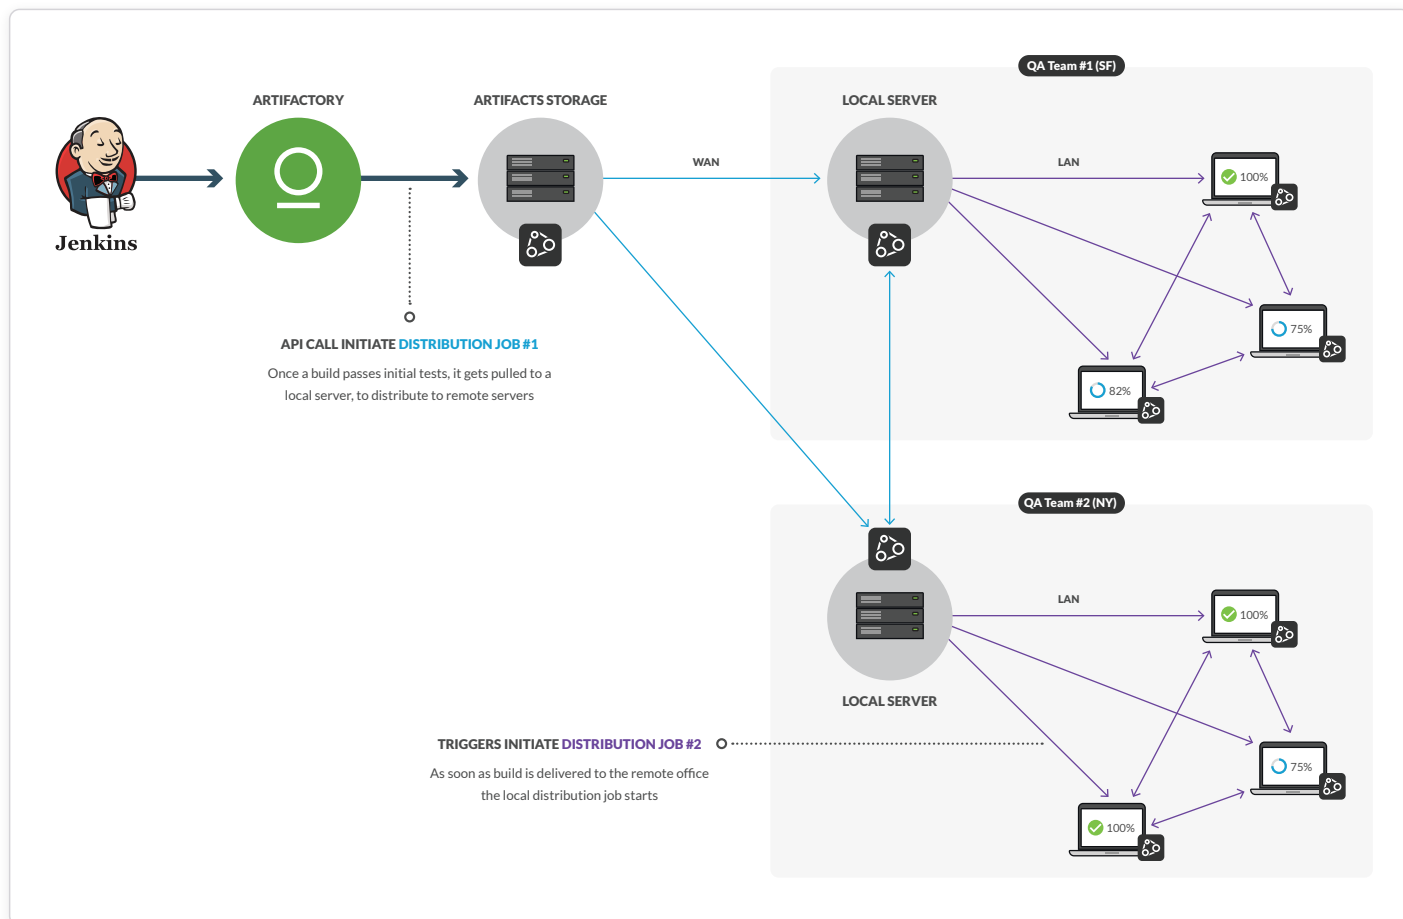 QA Team #1 (SF)
ARTIFACTORY
ARTIFACTS STORAGE
LOCAL SERVER
WAN
LAN
100%
Jenkins
75%
API CALL INITIATE DISTRIBUTION JOB #1
Once a build passes initial tests, it gets pulled to a
local server, to distribute to remote servers
82%
QA Team #2 (NY)
LAN
100%
LOCAL SERVER
TRIGGERS INITIATE DISTRIBUTION JOB #2
As soon as build is delivered to the remote office
the local distribution job starts
75%
100%